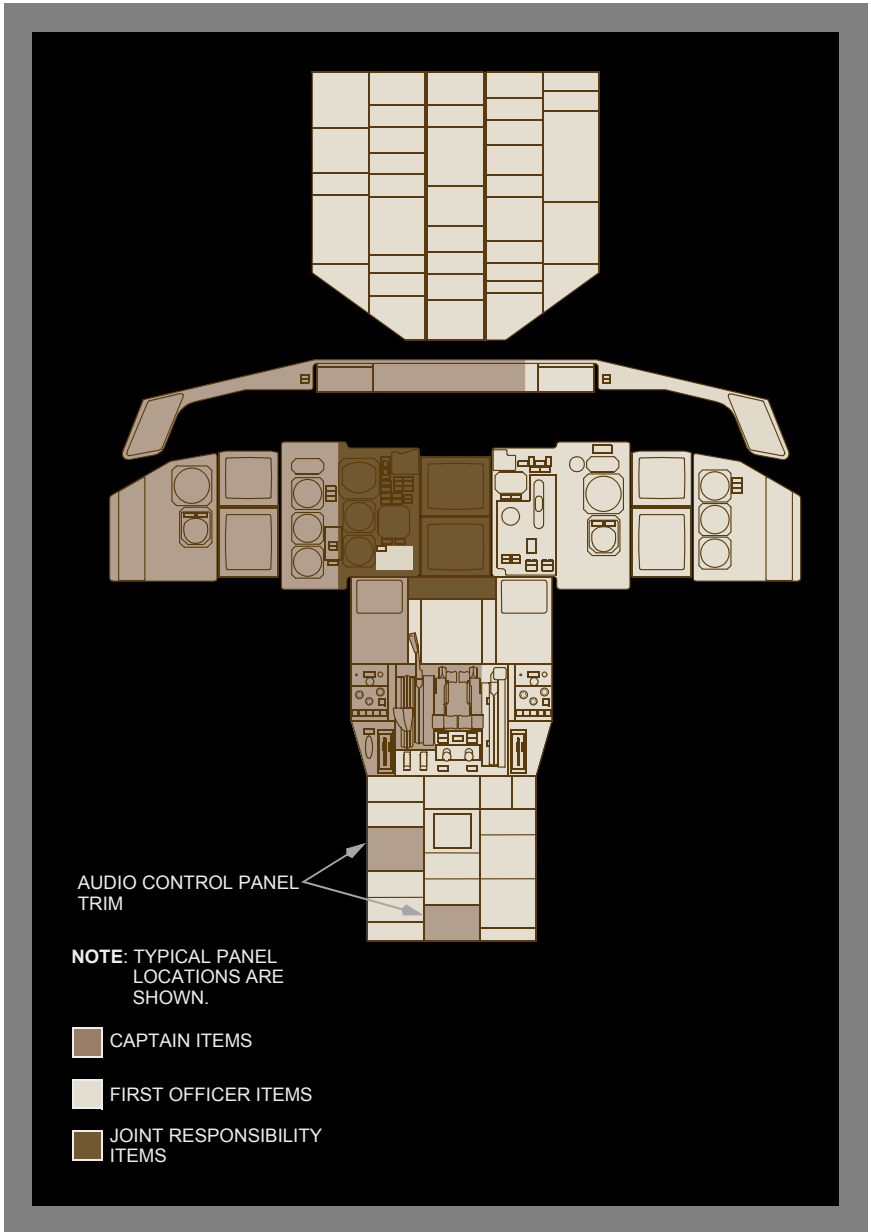 AUDIO CONTROL PANEL
TRIM
NOTE: TYPICAL PANEL
LOCATIONS ARE
SHOWN.
CAPTAIN ITEMS
FIRST OFFICER ITEMS
JOINT RESPONSIBILITY
ITEMS